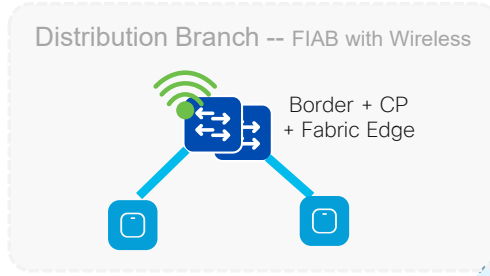 Distribution Branch -- FIAB with Wireless
Border + CP
+ Fabric Edge